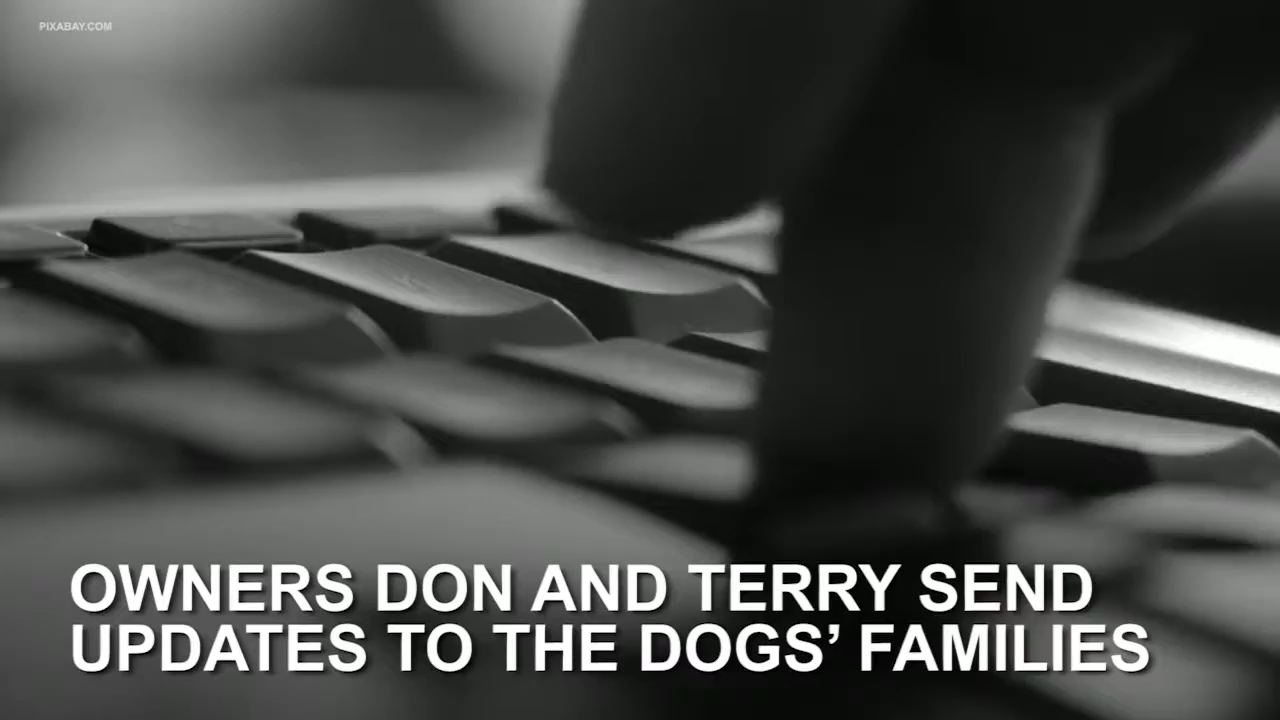 PIXABAY.COM
OWNERS DON AND TERRY SEND
UPDATES TO THE DOGS’ FAMILIES